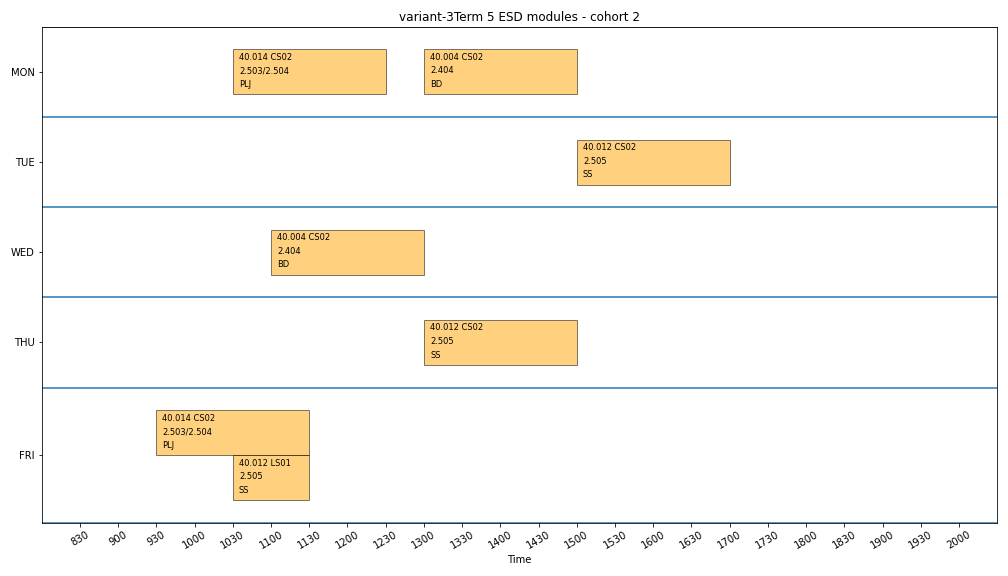 variant-3Term 5 ESD modules - cohort 2
MON
40.014 CS02
2.503/2.504
PLJ
40.004 CS02
2.404
BD
TUE
40.012 CS02
2.505
SS
WED
40.004 CS02
2.404
BD
THU
40.012 CS02
2.505
SS
FRI
40.014 CS02
2.503/2.504
PLJ
40.012 LS01
2.505
SS
830 900 930 1000 1030 1100 1130 1200 1230 1300 1330 1400 1430 1500 1600 1630 1700 1730 1800 1830 1900 1930 2000
Time